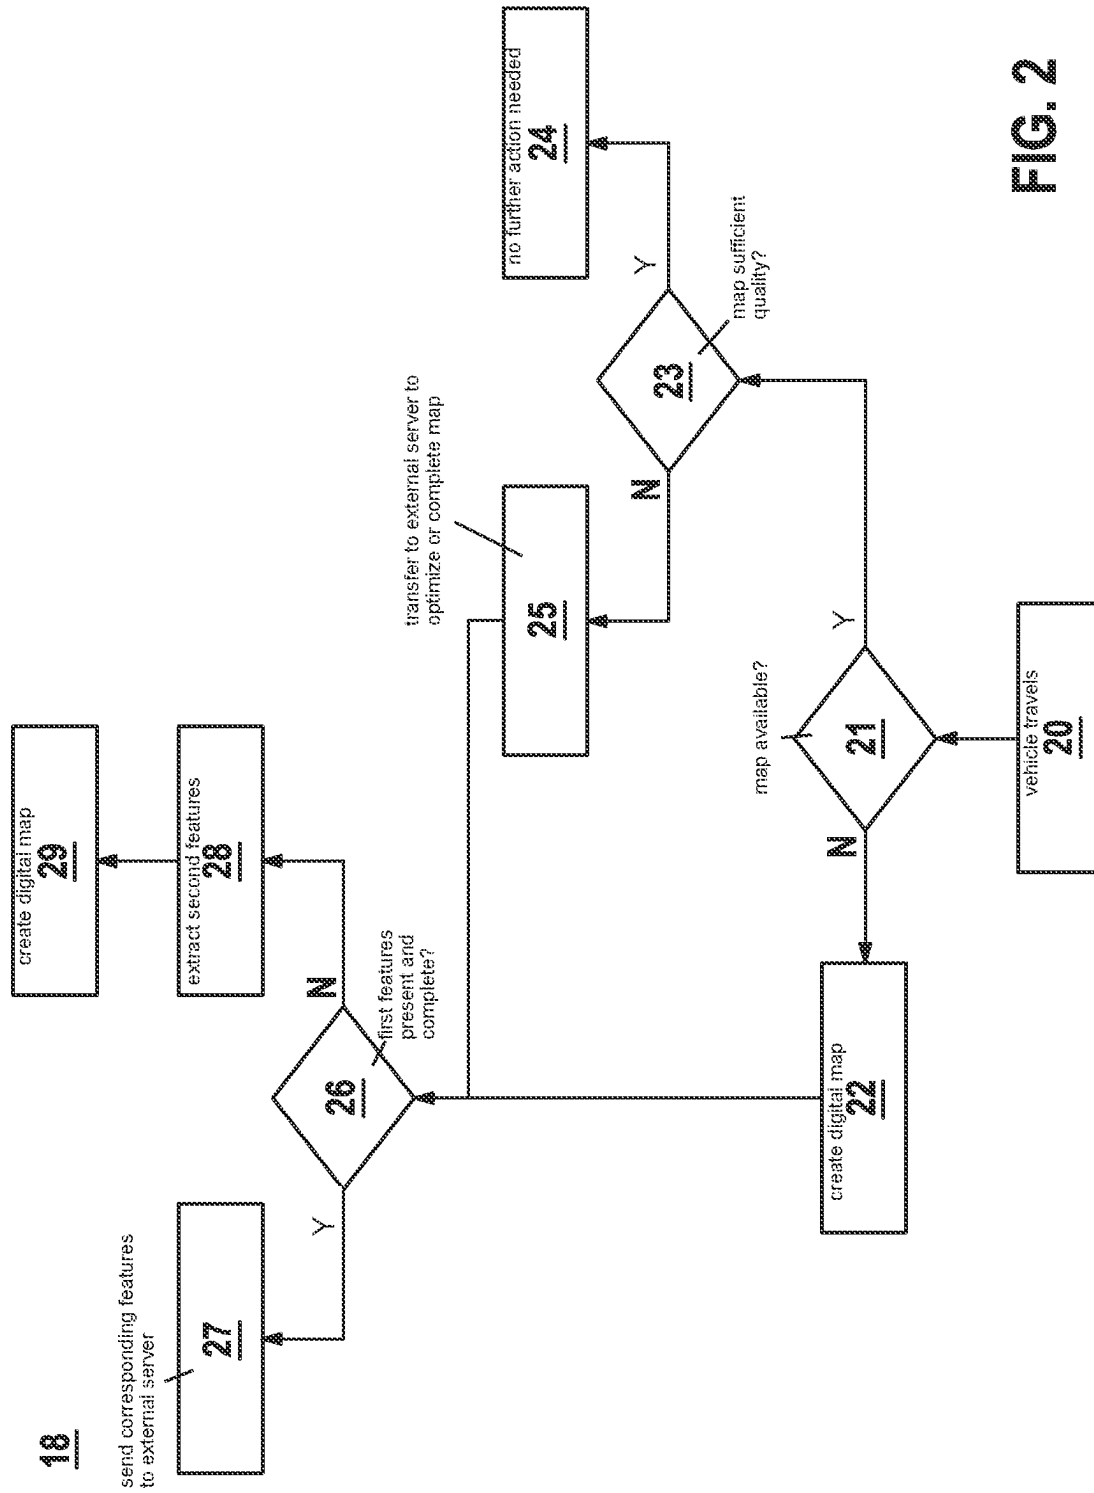 18
send corresponding features
to external server
27
Y
26
first features
present and
complete?
N
extract second features
28
create digital map
29
create digital map
22
N
map available?
21
Y
vehicle travels
20
transfer to external server to
optimize or complete map
25
N
23
map sufficient
quality?
Y
no further action needed
24
FIG. 2